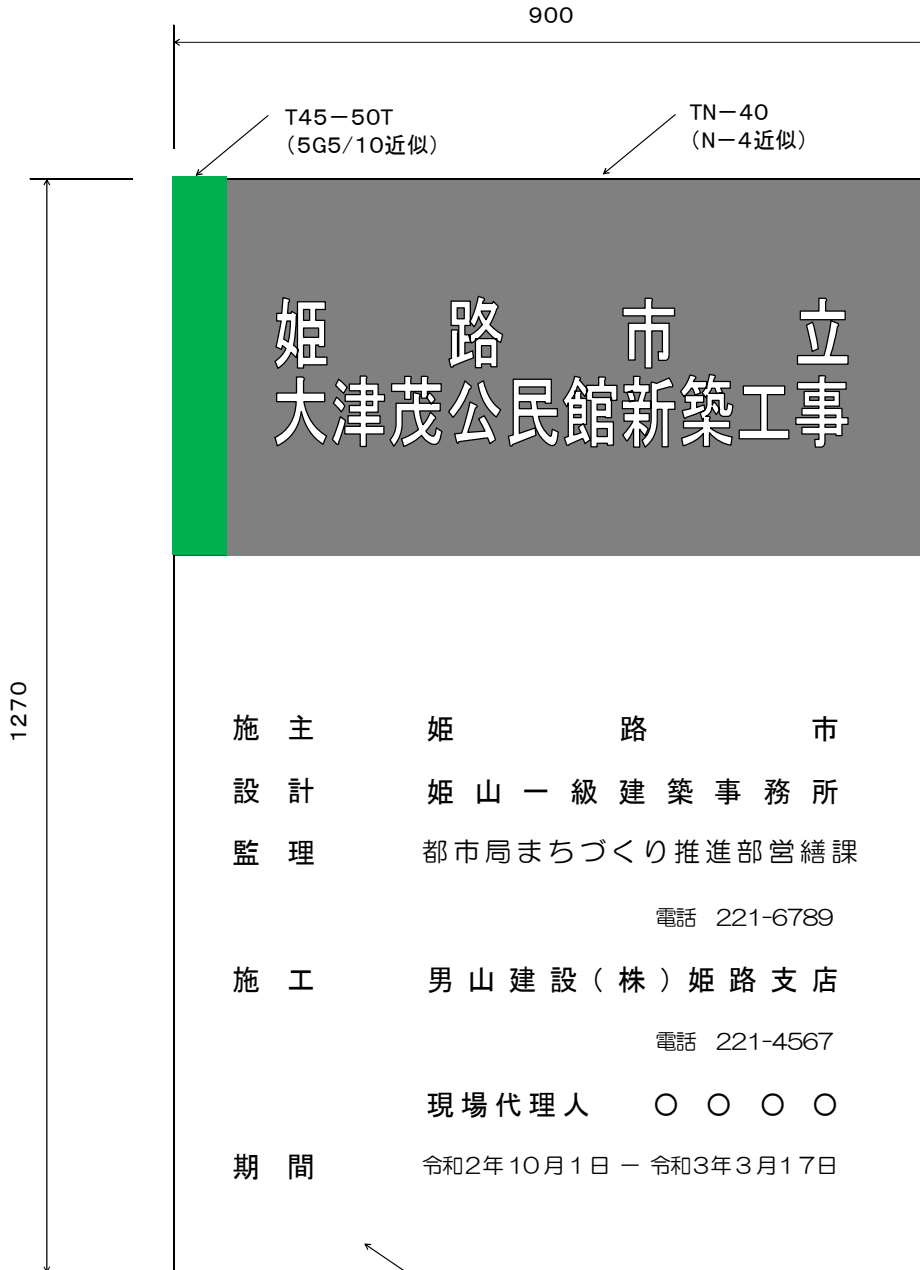 900
T45－50T
（5G5/10近似）
TN－40
（N－4近似）
姫路市立
大津茂公民館新築工事
1270
施主 姫路市
設計 姫山一級建築事務所
監理 都市局まちづくり推進部営繕課
電話 221-6789
施工 男山建設（株）姫路支店
電話 221-4567
現場代理人 ○○○○
期間 令和2年10月1日 － 令和3年3月17日